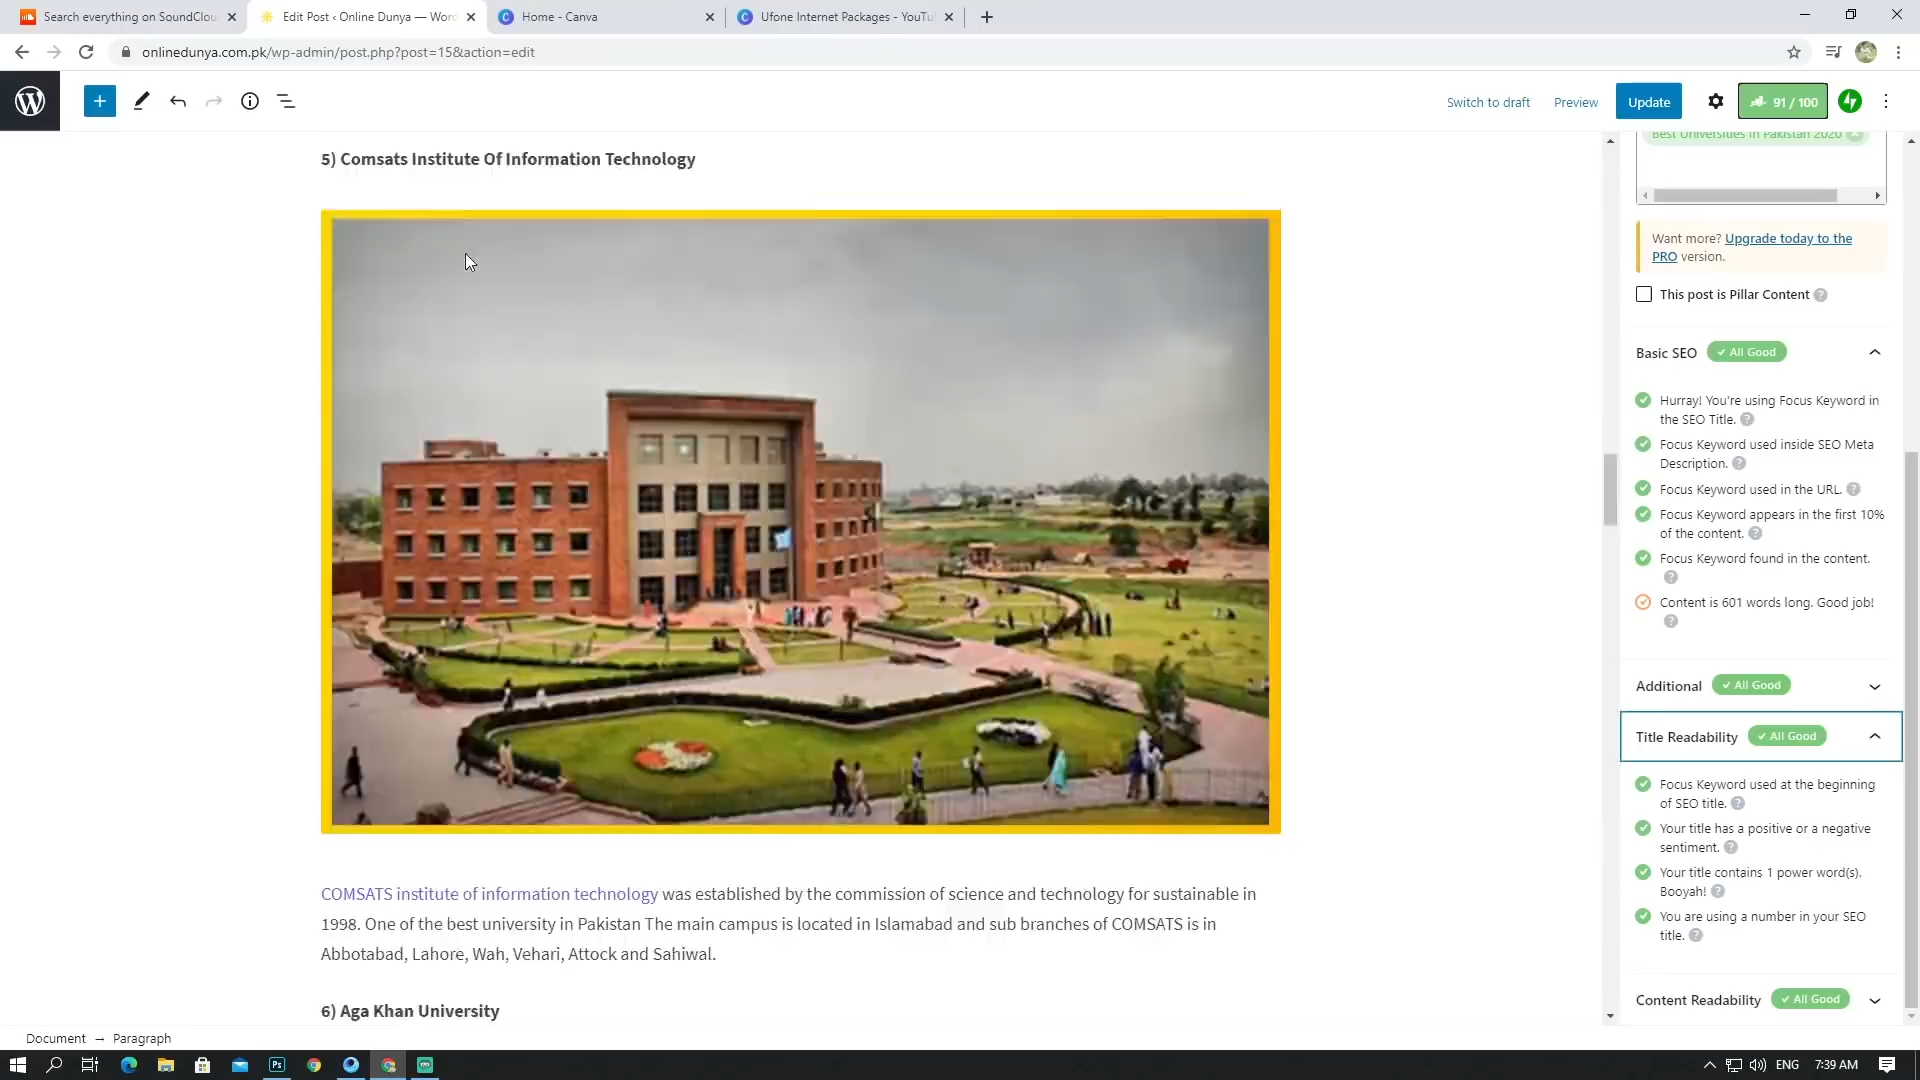 Search everything on SoundClou
Edit Post ‹ Online Dunya — Word
Home - Canva
Ufone Internet Packages - YouTu
onlinedunya.com.pk/wp-admin/post.php?post=15&action=edit
Switch to draft
Preview
Update
91 / 100
5) Comsats Institute Of Information Technology
Best Universities in Pakistan 2020
Want more? Upgrade today to the
PRO version.
This post is Pillar Content
Basic SEO
All Good
Hurray! You're using Focus Keyword in
the SEO Title.
Focus Keyword used inside SEO Meta
Description.
Focus Keyword used in the URL.
Focus Keyword appears in the first 10%
of the content.
Focus Keyword found in the content.
Content is 601 words long. Good job!
Additional
All Good
Title Readability
All Good
Focus Keyword used at the beginning
of SEO title.
Your title has a positive or a negative
sentiment.
Your title contains 1 power word(s).
Booyah!
You are using a number in your SEO
title.
Content Readability
All Good
COMSATS institute of information technology was established by the commission of science and technology for sustainable in
1998. One of the best university in Pakistan The main campus is located in Islamabad and sub branches of COMSATS is in
Abbotabad, Lahore, Wah, Vehari, Attock and Sahiwal.
6) Aga Khan University
Document → Paragraph
Ps
ENG
7:39 AM